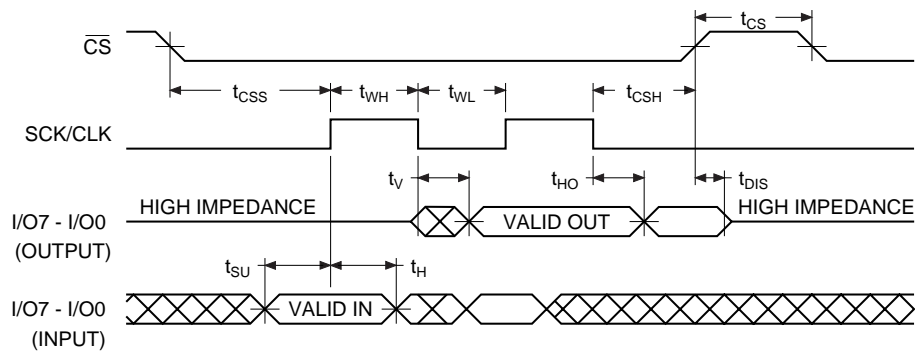 t_CS
C̅S̅
t_CSS t_WH t_WL t_CSH
SCK/CLK
t_V t_HO t_DIS
I/O7 - I/O0
(OUTPUT)
HIGH IMPEDANCE VALID OUT HIGH IMPEDANCE
t_SU t_H
I/O7 - I/O0
(INPUT)
VALID IN